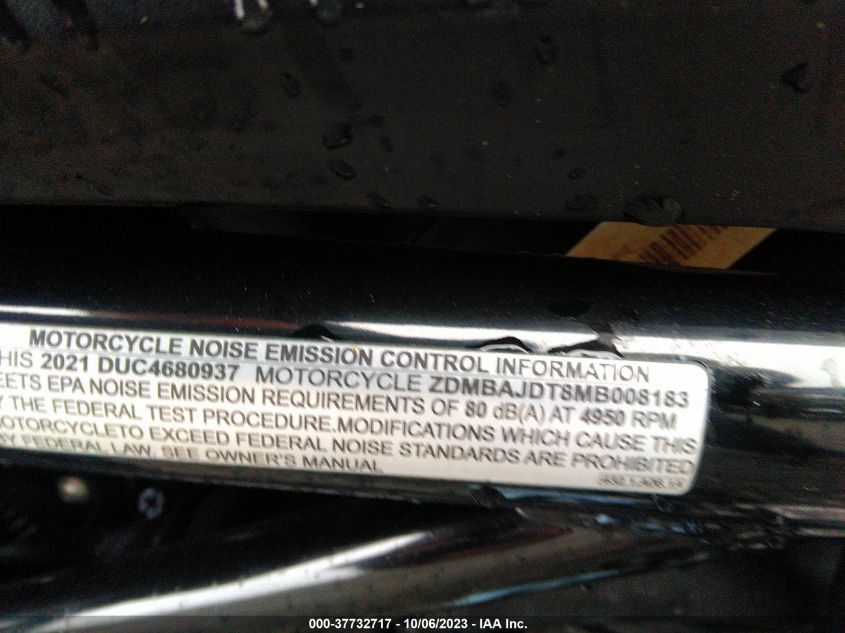 MOTORCYCLE NOISE EMISSION CONTROL INFORMATION
HIS 2021 DUC4680937 MOTORCYCLE ZDMBAJDT8MB008183
EETS EPA NOISE EMISSION REQUIREMENTS OF 80 dB(A) AT 4950 RPM
Y THE FEDERAL TEST PROCEDURE.MODIFICATIONS WHICH CAUSE THIS
OTORCYCLETO EXCEED FEDERAL NOISE STANDARDS ARE PROHIBITED
Y FEDERAL LAW. SEE OWNER'S MANUAL
000-37732717 - 10/06/2023 - IAA Inc.